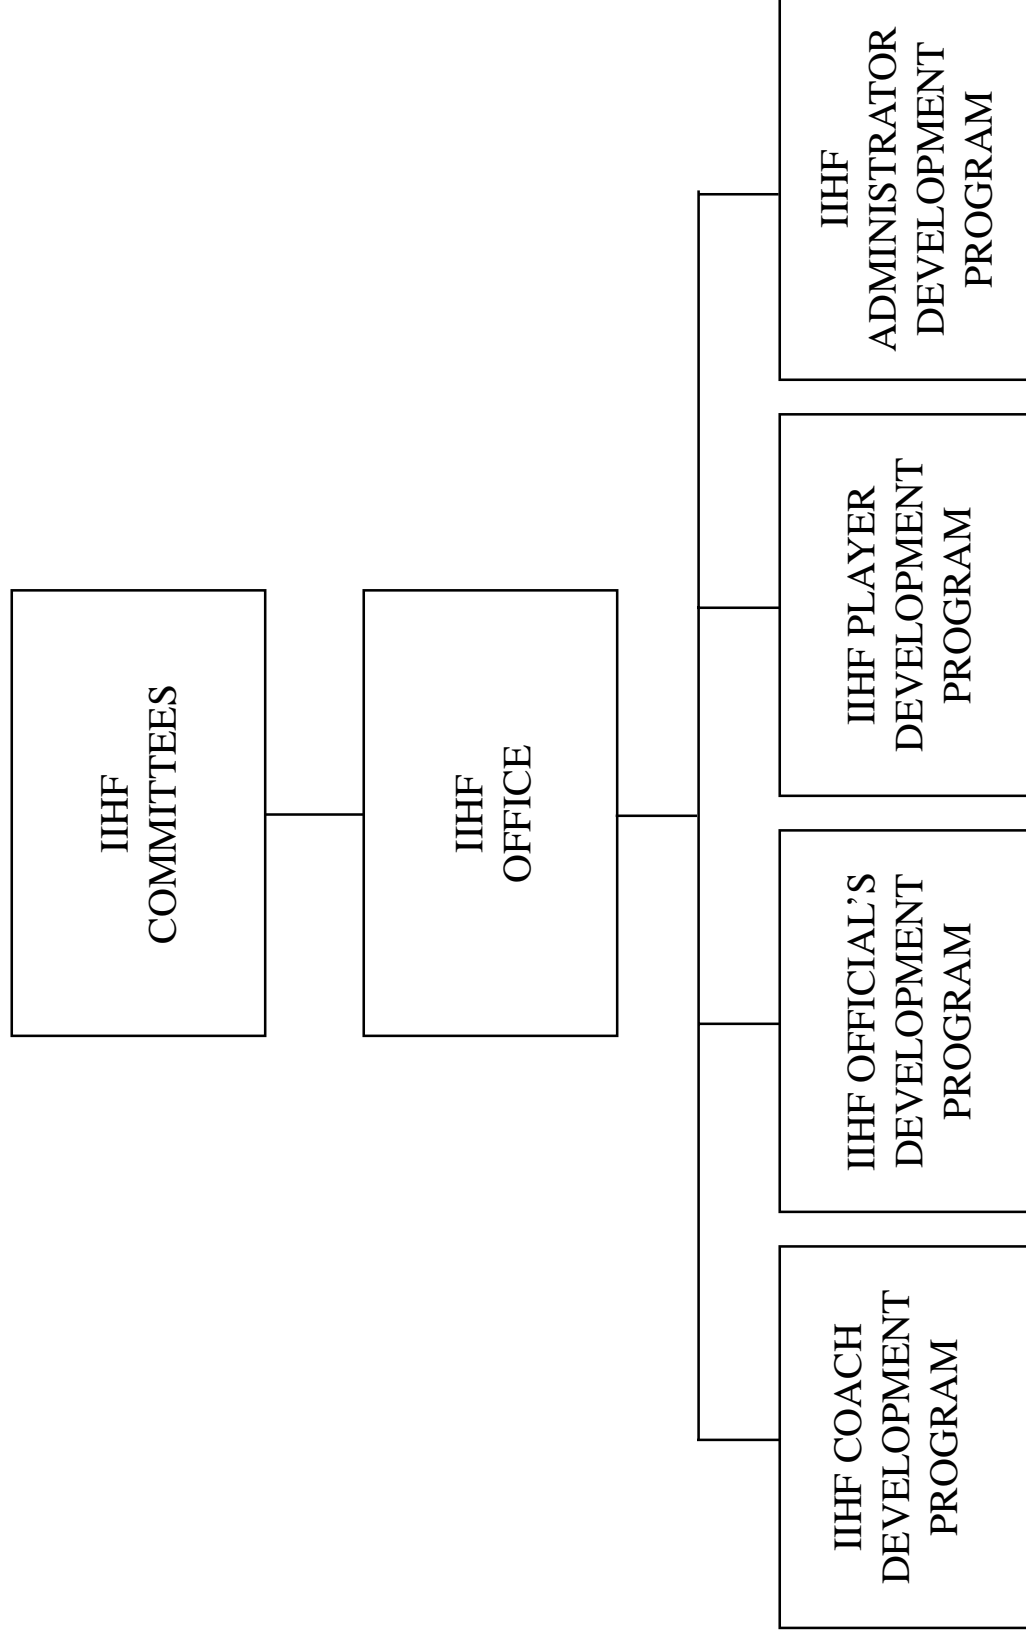 IIHF
COMMITTEES
IIHF
OFFICE
IIHF COACH
DEVELOPMENT
PROGRAM
IIHF OFFICIAL’S
DEVELOPMENT
PROGRAM
IIHF PLAYER
DEVELOPMENT
PROGRAM
IIHF
ADMINISTRATOR
DEVELOPMENT
PROGRAM